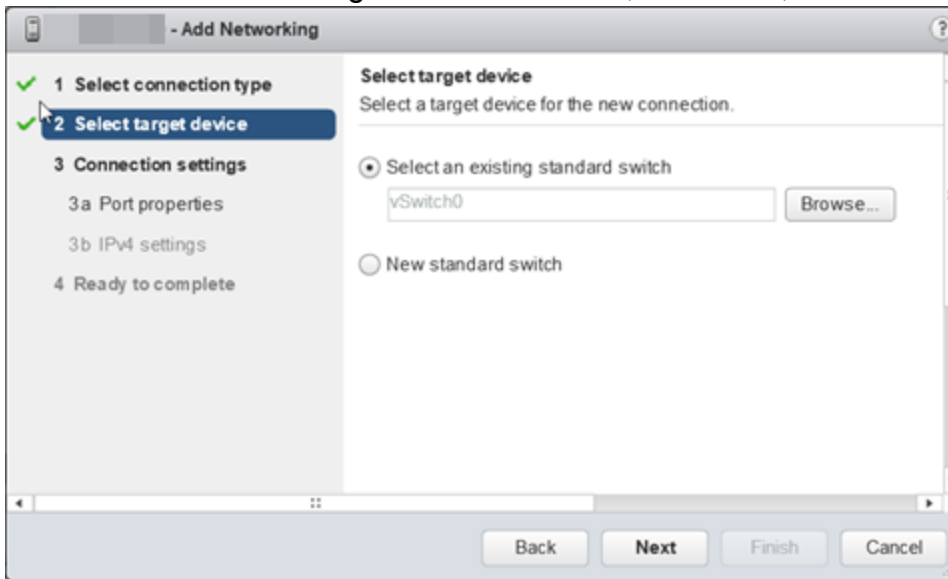 - Add Networking
?
1 Select connection type
2 Select target device
3 Connection settings
3a Port properties
3b IPv4 settings
4 Ready to complete
Select target device
Select a target device for the new connection.
Select an existing standard switch
vSwitch0
Browse...
New standard switch
Back
Next
Finish
Cancel